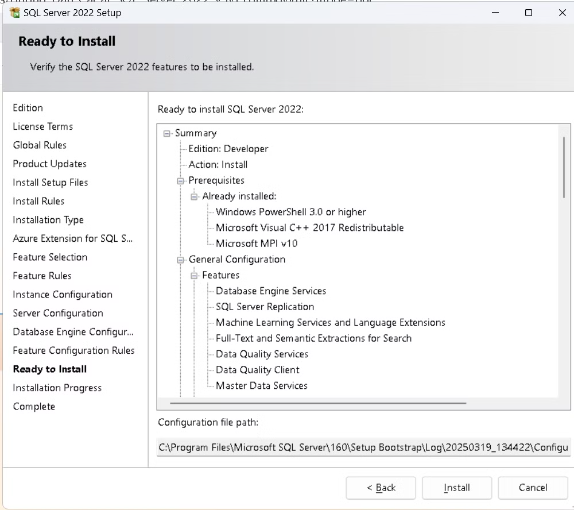 SQL Server 2022 Setup
Ready to Install
Verify the SQL Server 2022 features to be installed.
Edition
License Terms
Global Rules
Product Updates
Install Setup Files
Install Rules
Installation Type
Azure Extension for SQL S...
Feature Selection
Feature Rules
Instance Configuration
Server Configuration
Database Engine Configur...
Feature Configuration Rules
Ready to Install
Installation Progress
Complete
Ready to install SQL Server 2022:
Summary
Edition: Developer
Action: Install
Prerequisites
Already installed:
Windows PowerShell 3.0 or higher
Microsoft Visual C++ 2017 Redistributable
Microsoft MPI v10
General Configuration
Features
Database Engine Services
SQL Server Replication
Machine Learning Services and Language Extensions
Full-Text and Semantic Extractions for Search
Data Quality Services
Data Quality Client
Master Data Services
Configuration file path:
C:\Program Files\Microsoft SQL Server\160\Setup Bootstrap\Log\20250319_134422\Configu
< Back
Install
Cancel